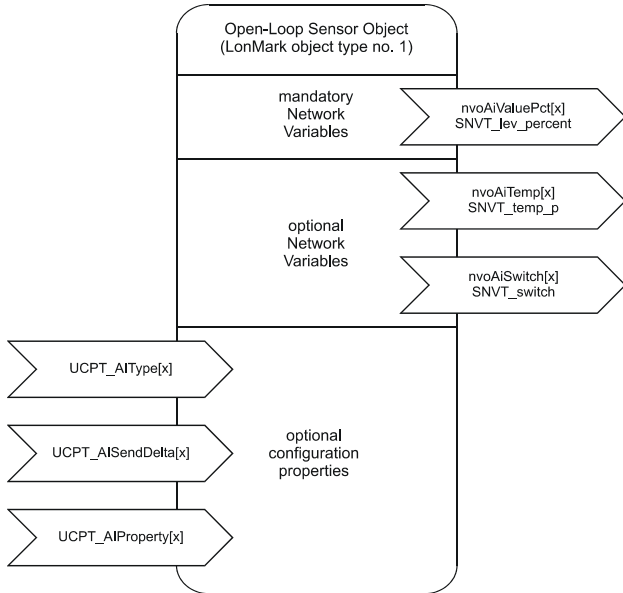 Open-Loop Sensor Object
(LonMark object type no. 1)
mandatory
Network
Variables
nvoAiValuePct[x]
SNVT_lev_percent
optional
Network
Variables
nvoAiTemp[x]
SNVT_temp_p
nvoAiSwitch[x]
SNVT_switch
UCPT_AIType[x]
UCPT_AISendDelta[x]
UCPT_AIProperty[x]
optional
configuration
properties